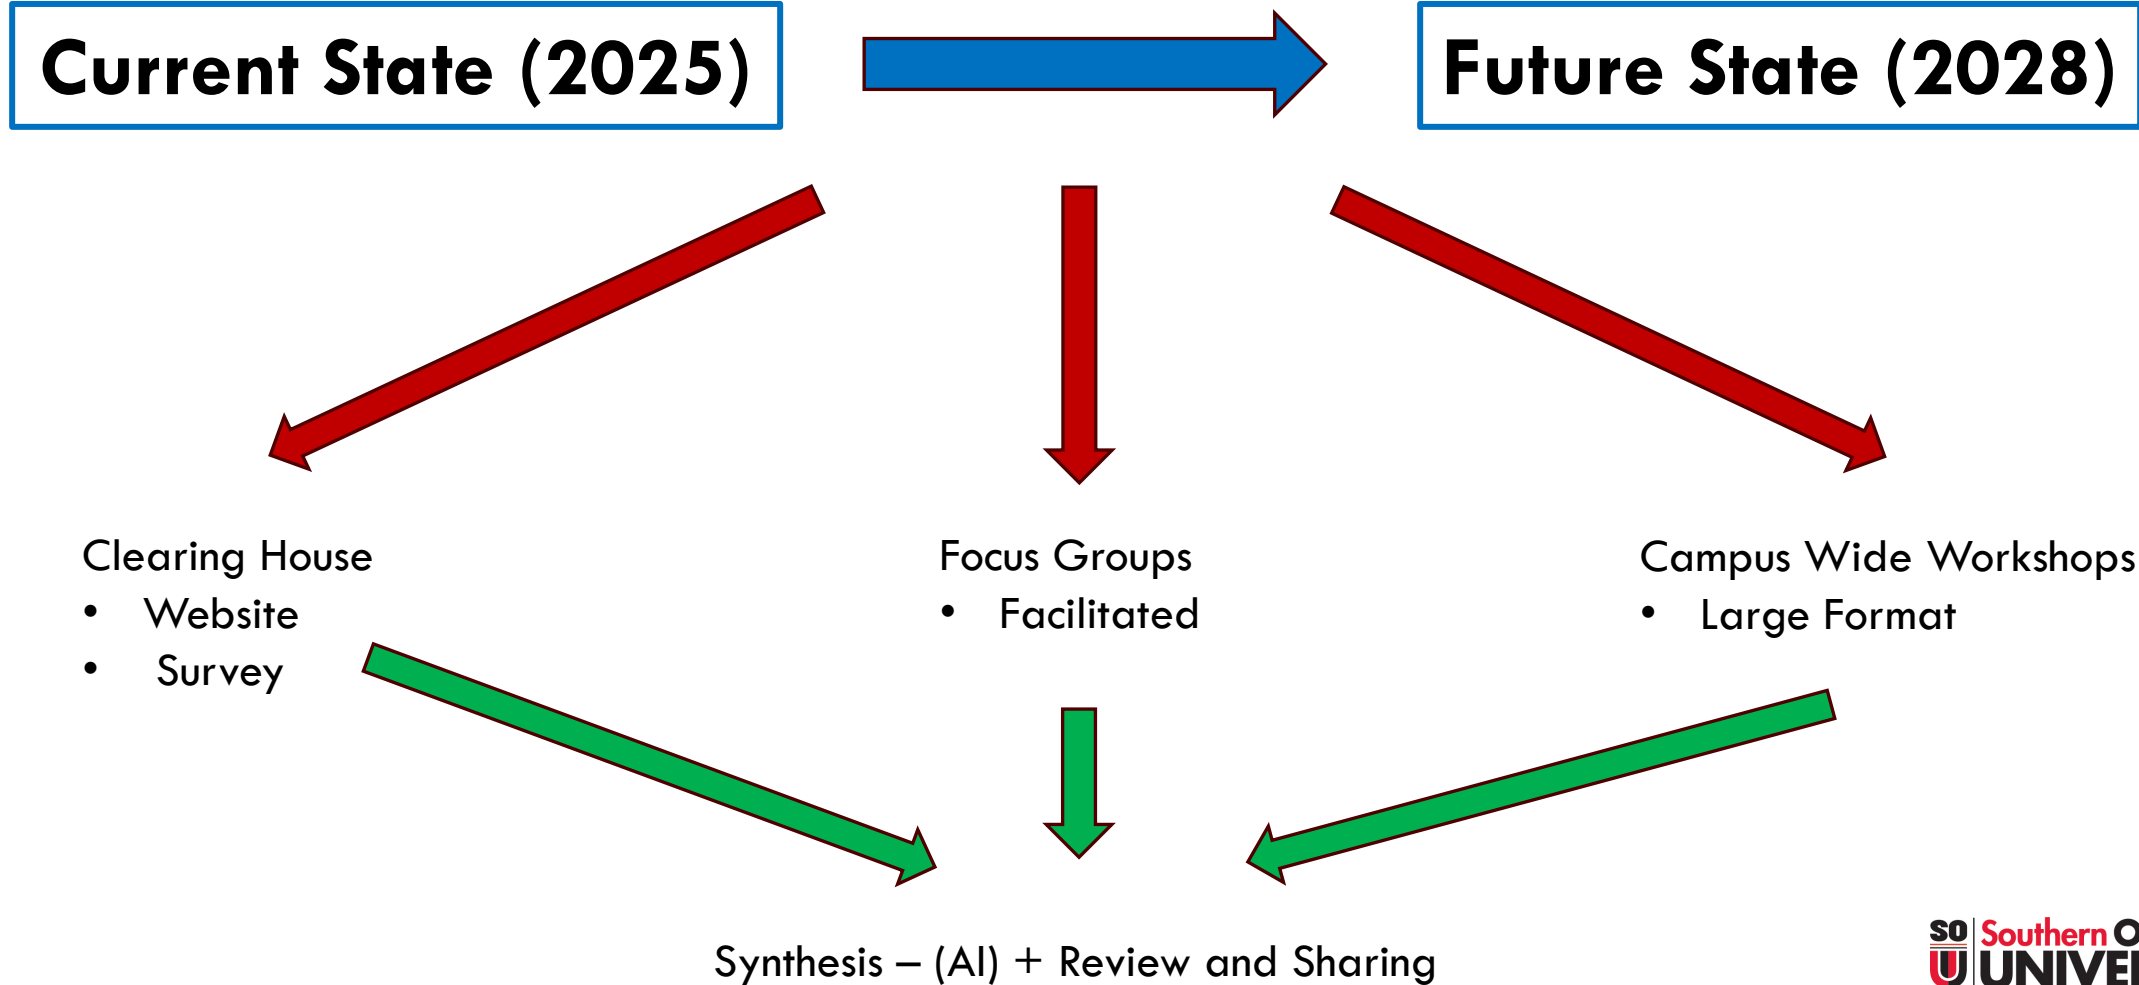 Current State (2025)
Future State (2028)
Clearing House
• Website
• Survey
Focus Groups
• Facilitated
Campus Wide Workshops
• Large Format
Synthesis – (AI) + Review and Sharing
SO
U
Southern